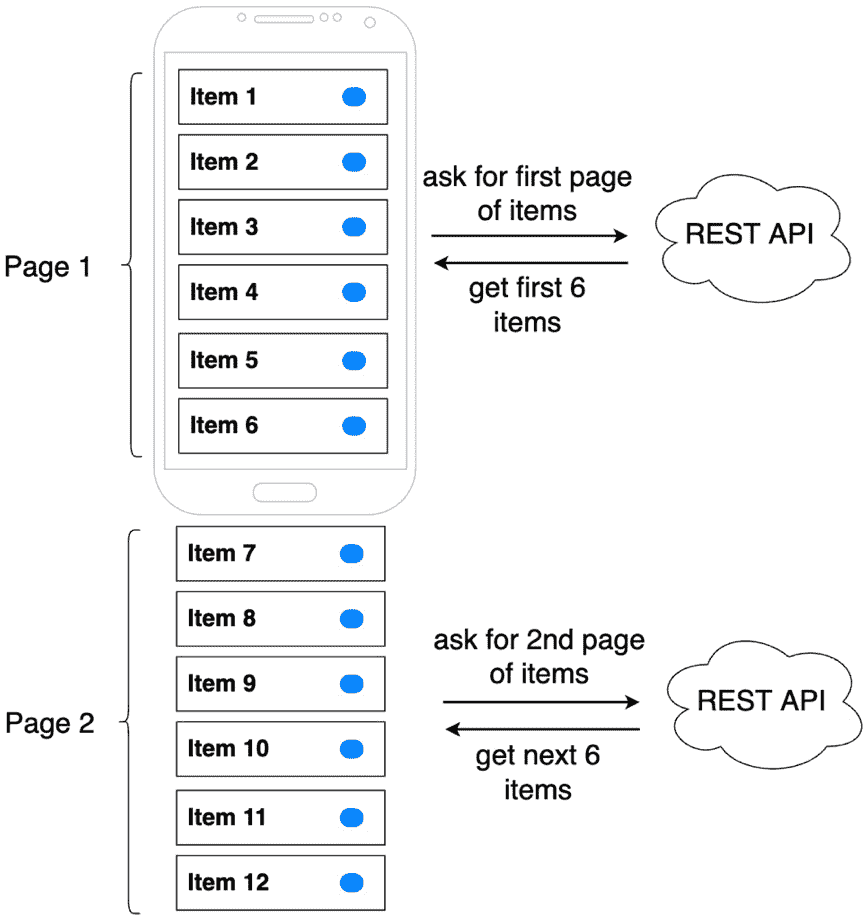 Page 1
Item 1
Item 2
Item 3
Item 4
Item 5
Item 6
ask for first page
of items
get first 6
items
REST API
Page 2
Item 7
Item 8
Item 9
Item 10
Item 11
Item 12
ask for 2nd page
of items
get next 6
items
REST API